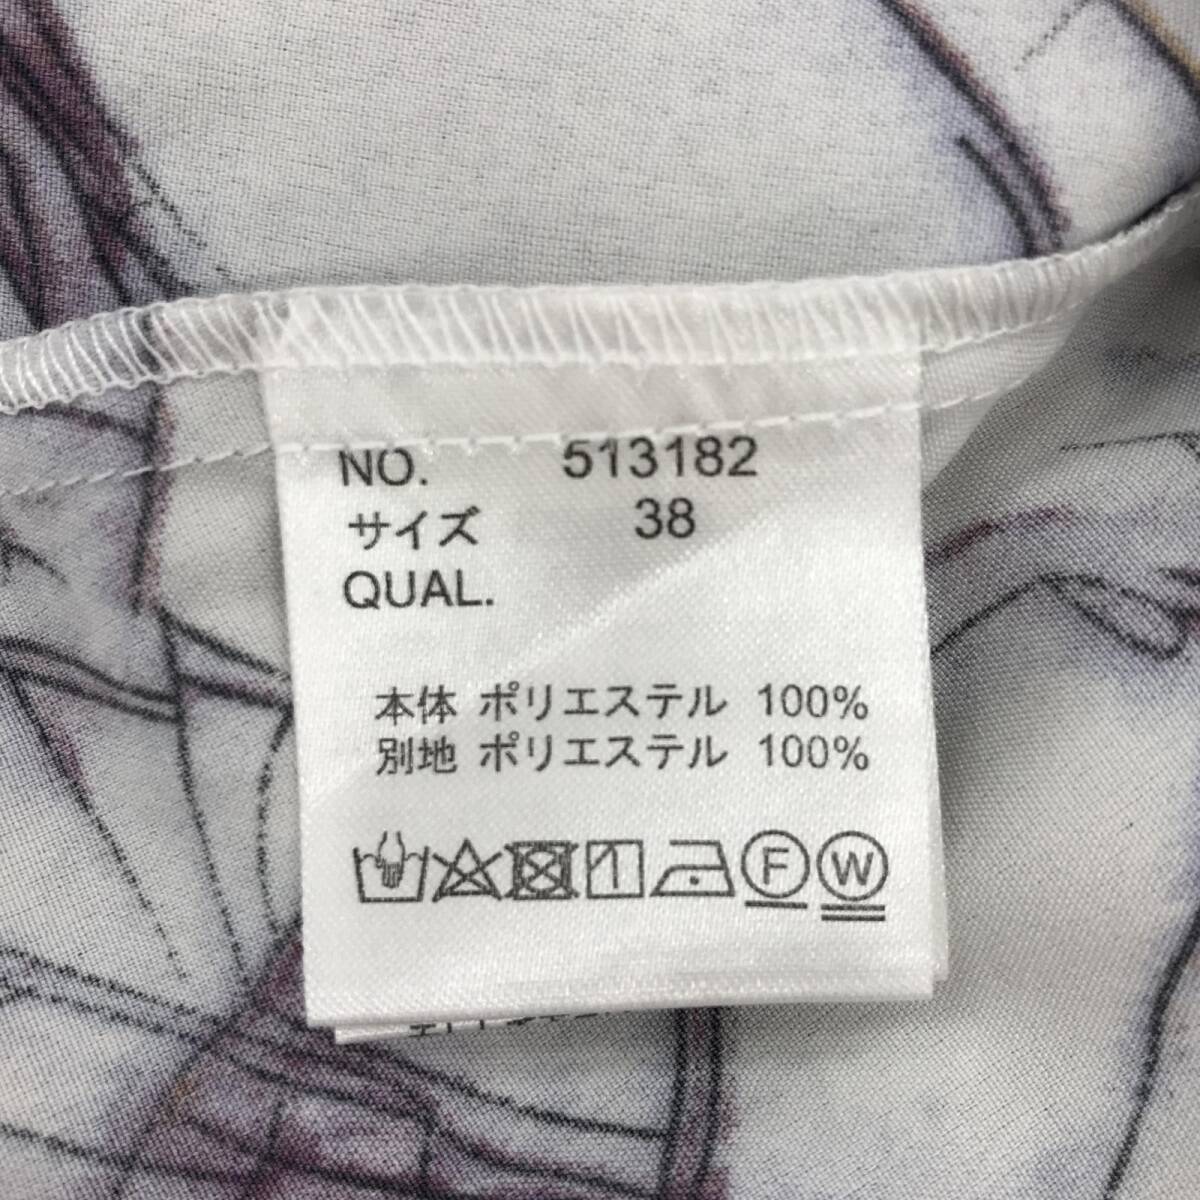 NO. 513182
サイズ 38
QUAL.
本体 ポリエステル 100%
別地 ポリエステル 100%
F W